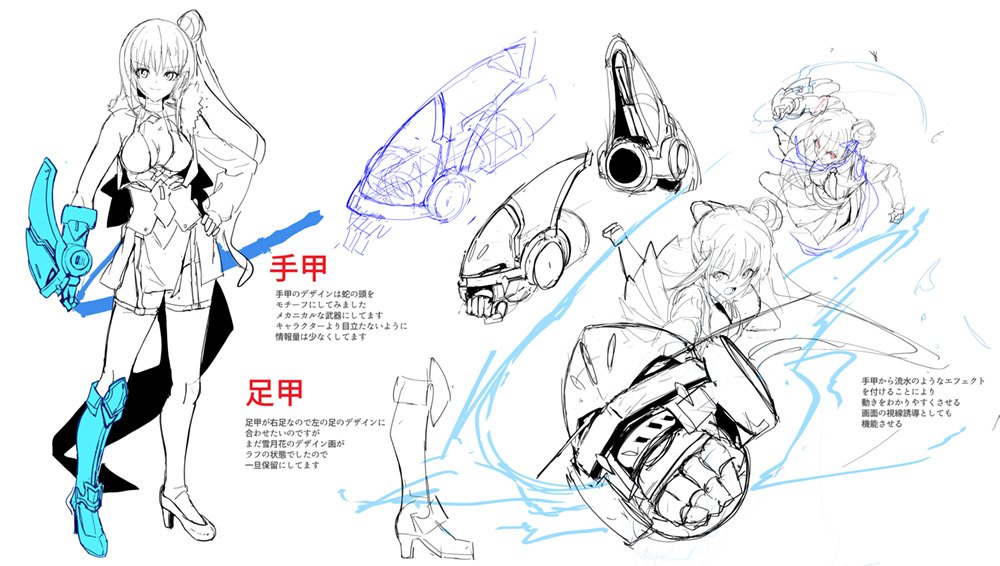 手甲
手甲のデザインは蛇の頭を
モチーフにしてみました
メカニカルな武器にしてます
キャラクターより目立たないように
情報量は少なくしてます
足甲
足甲が右足なので左の足のデザインに
合わせたいのですが
まだ雪月花のデザイン画が
ラフの状態でしたので
一旦保留にしてます
手甲から流水のようなエフェクト
を付けることにより
動きをわかりやすくさせる
画面の視線誘導としても
機能させる